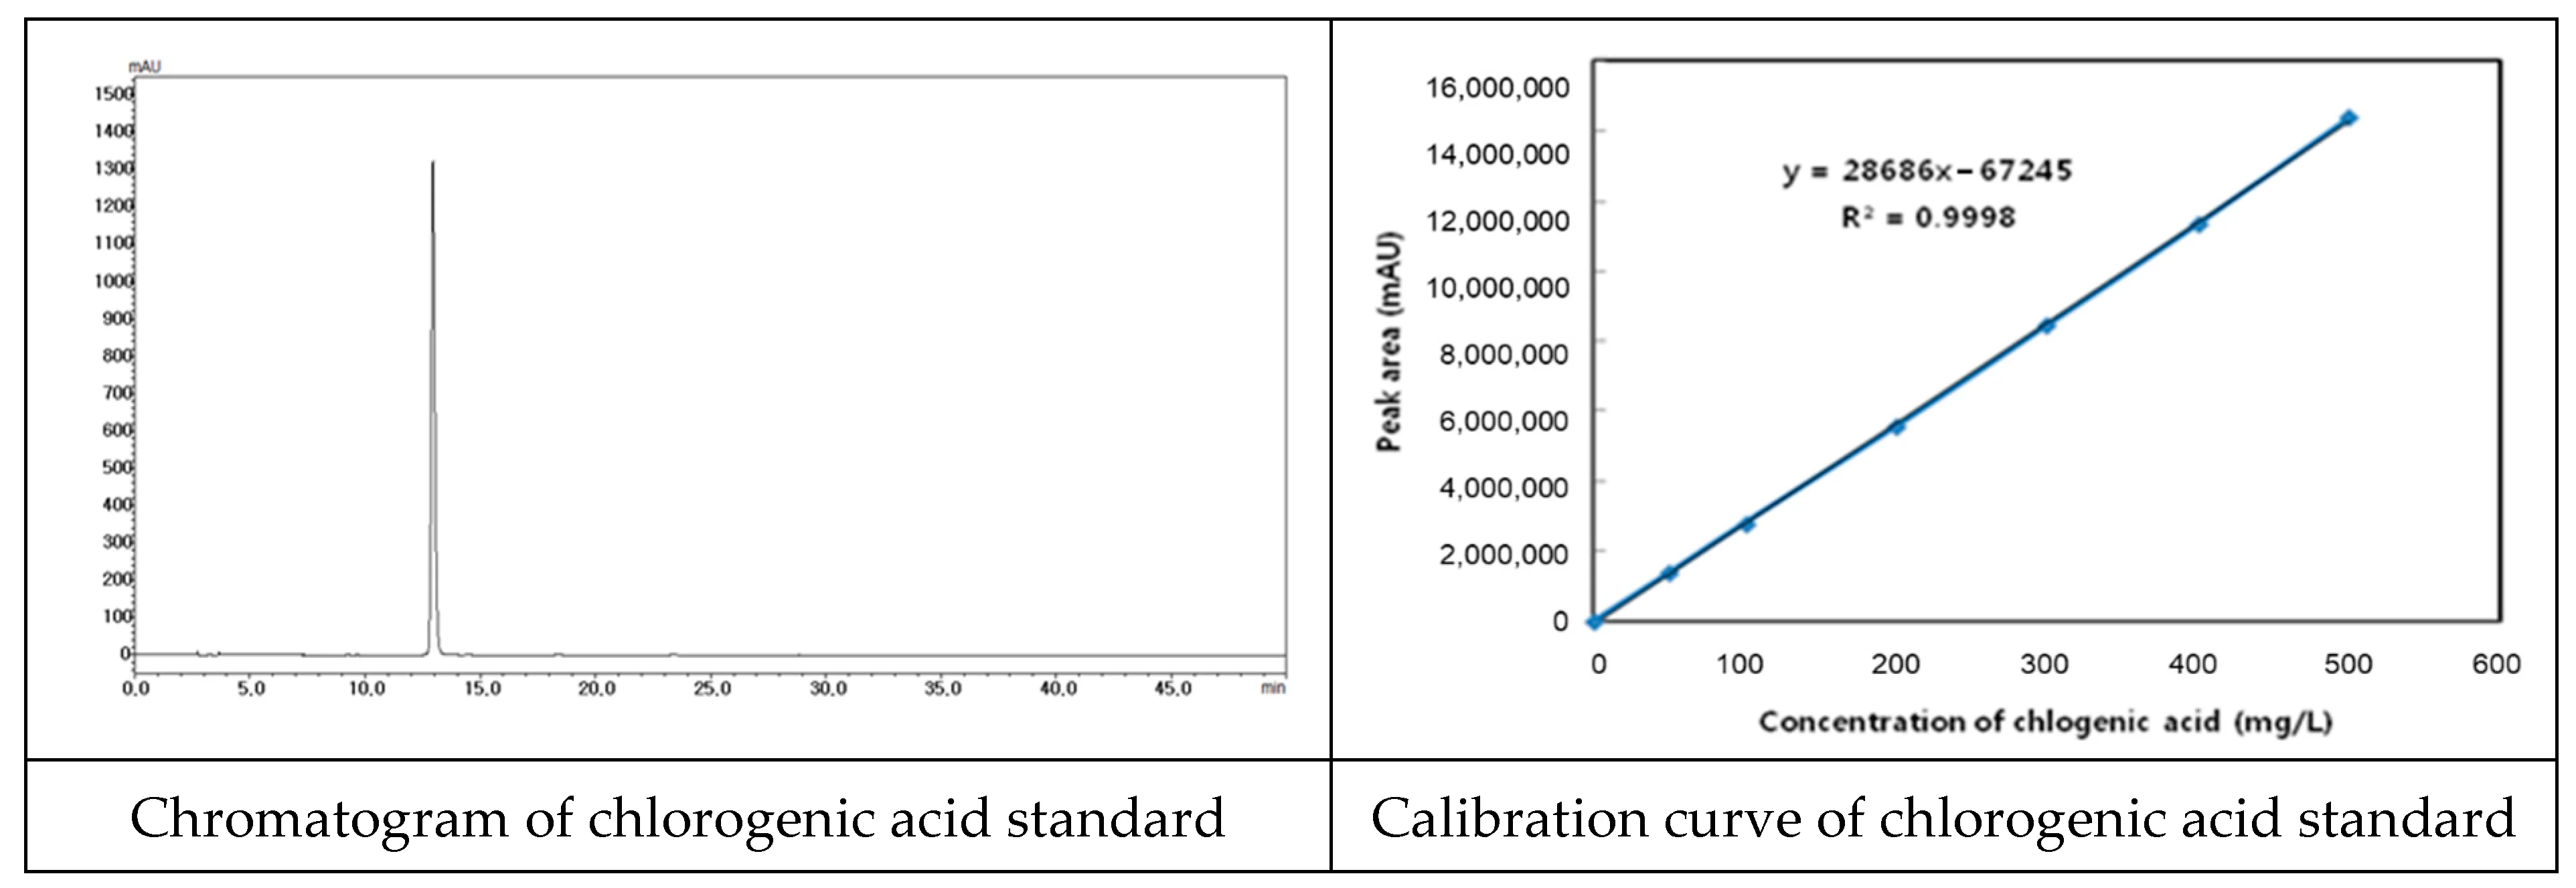 mAU
1500
1400
1300
1200
1100
1000
900
800
700
600
500
400
300
200
100
0
0.0 5.0 10.0 15.0 20.0 25.0 30.0 35.0 40.0 45.0 min
Peak area (mAU)
16,000,000
14,000,000
12,000,000
10,000,000
8,000,000
6,000,000
4,000,000
2,000,000
0
y = 28686x – 67245
R² = 0.9998
0 100 200 300 400 500 600
Concentration of chlogenic acid (mg/L)
Chromatogram of chlorogenic acid standard
Calibration curve of chlorogenic acid standard